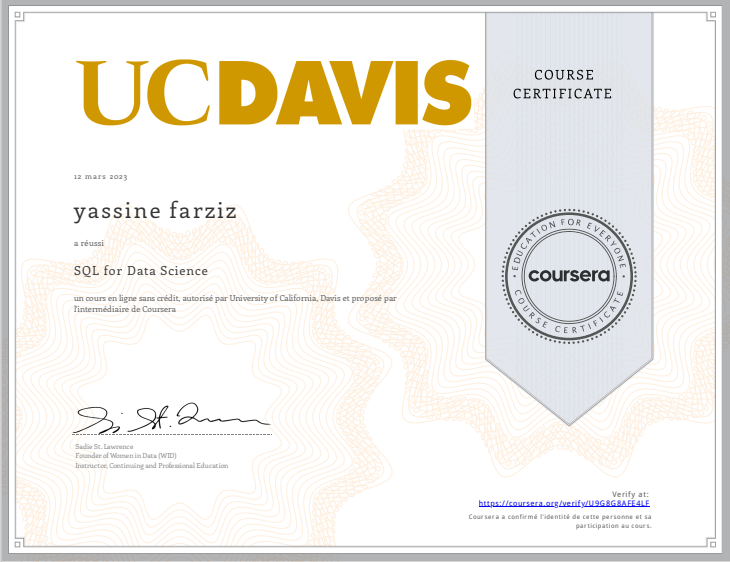 UCDAVIS
COURSE
CERTIFICATE
12 mars 2023
yassine farziz
a réussi
SQL for Data Science
un cours en ligne sans crédit, autorisé par University of California, Davis et proposé par
l'intermédiaire de Coursera
EDUCATION FOR EVERYONE
coursera
COURSE CERTIFICATE
Sadie St. Lawrence
Founder of Women in Data (WID)
Instructor, Continuing and Professional Education
Verify at:
https://coursera.org/verify/U9G8G8AFE4LF
Coursera a confirmé l'identité de cette personne et sa
participation au cours.